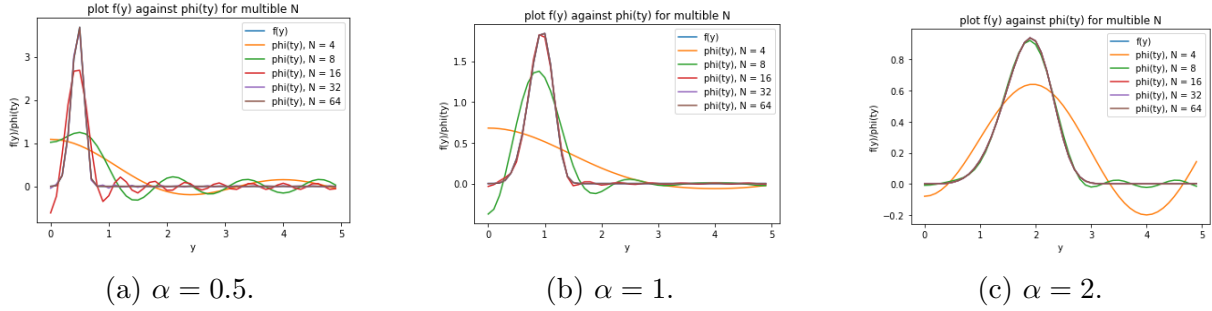 plot f(y) against phi(ty) for multible N
f(y)/phi(ty)
3
2
1
0
f(y)
phi(ty), N = 4
phi(ty), N = 8
phi(ty), N = 16
phi(ty), N = 32
phi(ty), N = 64
0 1 2 3 4 5
y
(a) α = 0.5.
plot f(y) against phi(ty) for multible N
f(y)/phi(ty)
1.5
1.0
0.5
0.0
f(y)
phi(ty), N = 4
phi(ty), N = 8
phi(ty), N = 16
phi(ty), N = 32
phi(ty), N = 64
0 1 2 3 4 5
y
(b) α = 1.
plot f(y) against phi(ty) for multible N
f(y)/phi(ty)
0.8
0.6
0.4
0.2
0.0
−0.2
f(y)
phi(ty), N = 4
phi(ty), N = 8
phi(ty), N = 16
phi(ty), N = 32
phi(ty), N = 64
0 1 2 3 4 5
y
(c) α = 2.